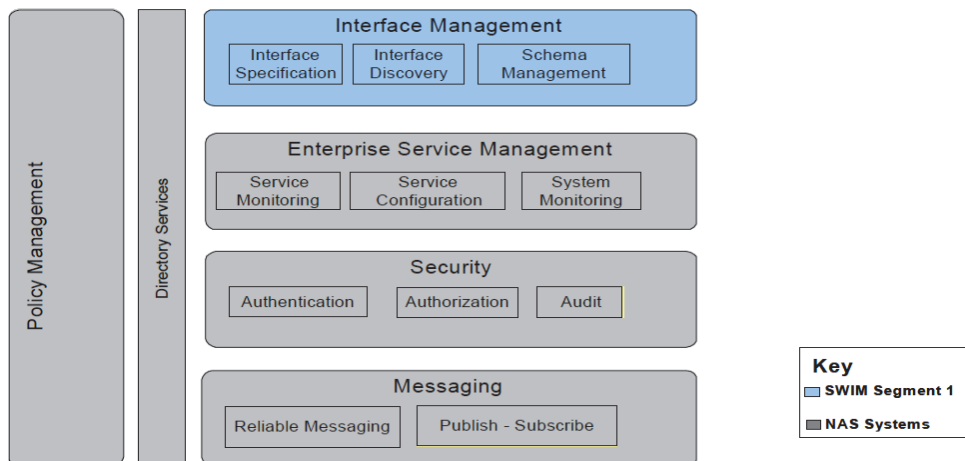 Policy Management
Directory Services
Interface Management
Interface
Specification
Interface
Discovery
Schema
Management
Enterprise Service Management
Service
Monitoring
Service
Configuration
System
Monitoring
Security
Authentication
Authorization
Audit
Messaging
Reliable Messaging
Publish - Subscribe
Key
SWIM Segment 1
NAS Systems